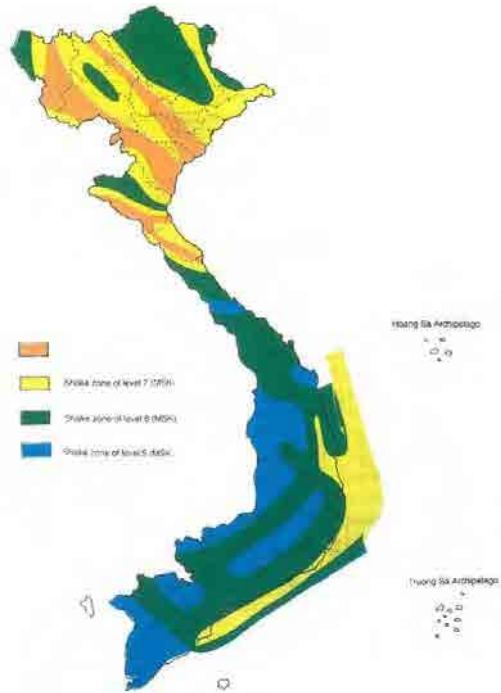 Hoang Sa Archipelago
Shake zone of level 7 (MSK)
Shake zone of level 6 (MSK)
Shake zone of level 5 (MSK)
Truong Sa Archipelago